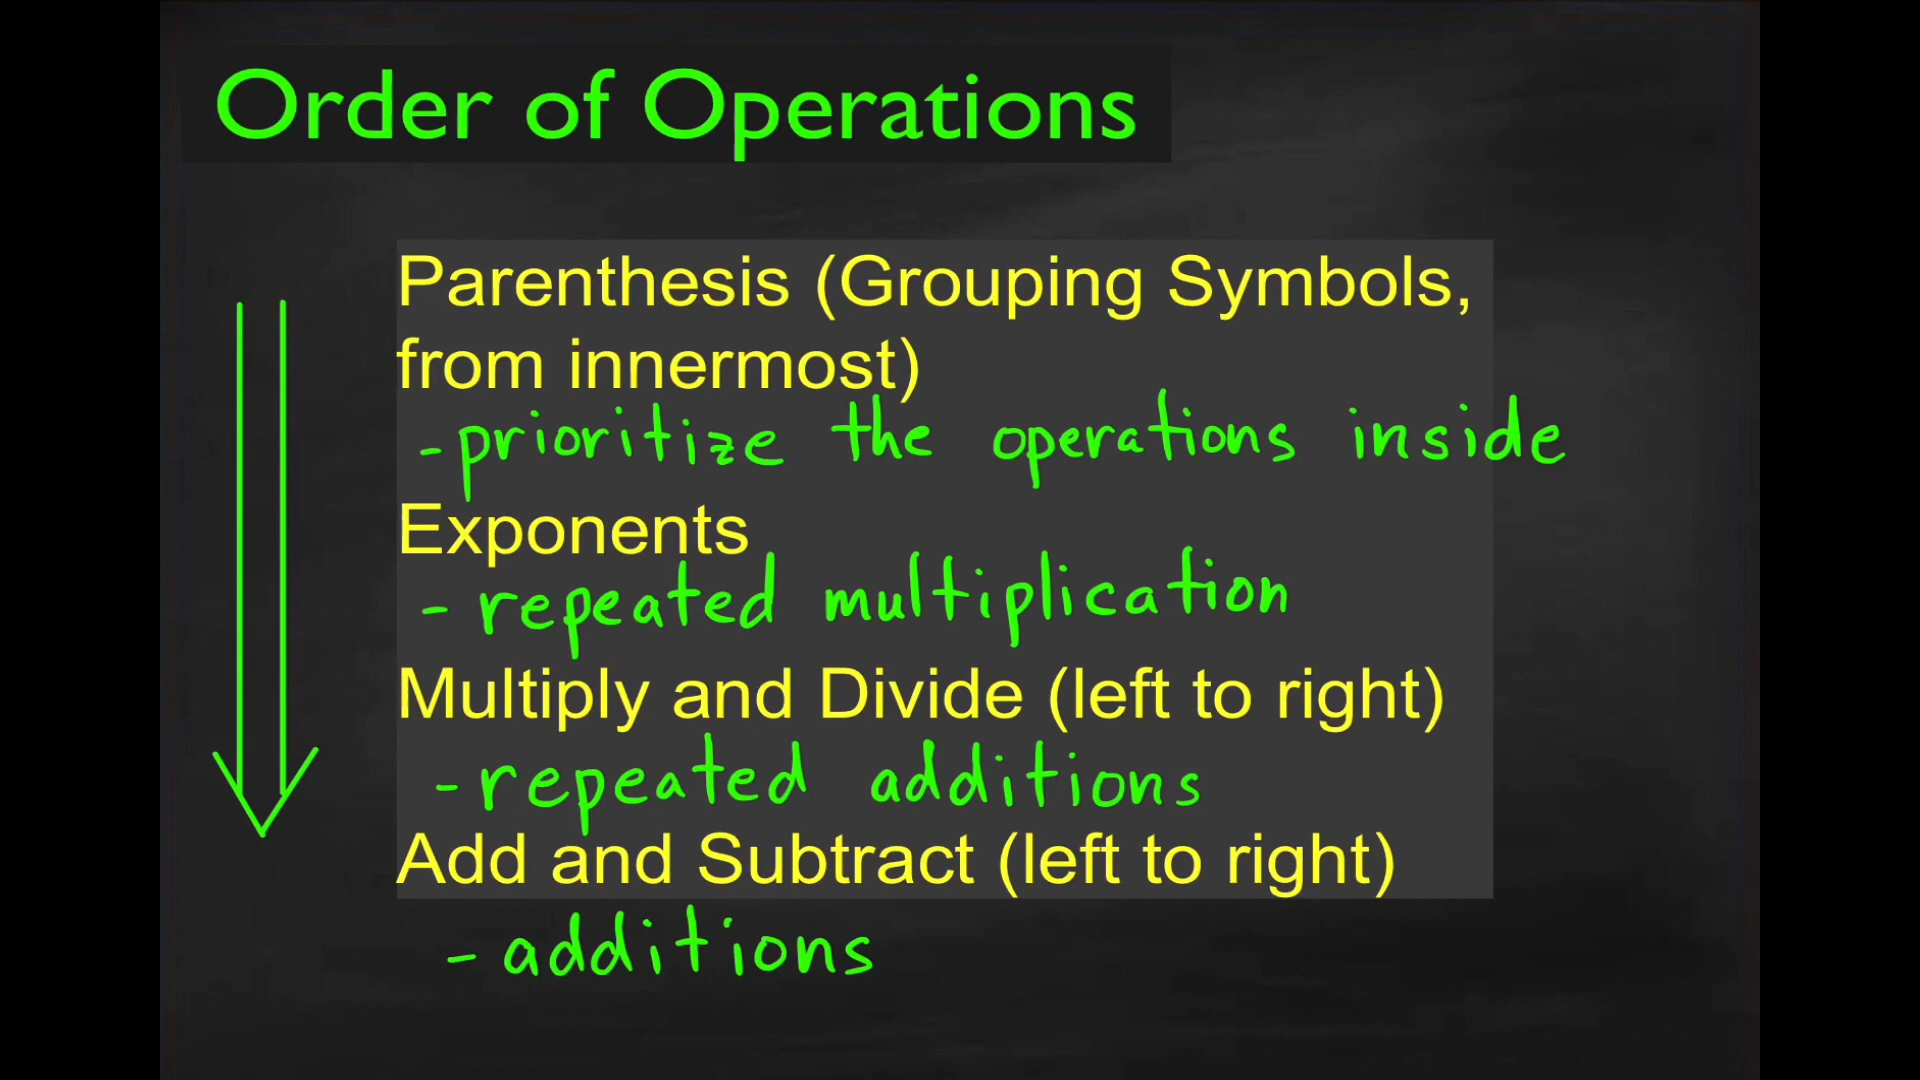 Order of Operations
Parenthesis (Grouping Symbols,
from innermost)
- prioritize the operations inside
Exponents
- repeated multiplication
Multiply and Divide (left to right)
- repeated additions
Add and Subtract (left to right)
- additions